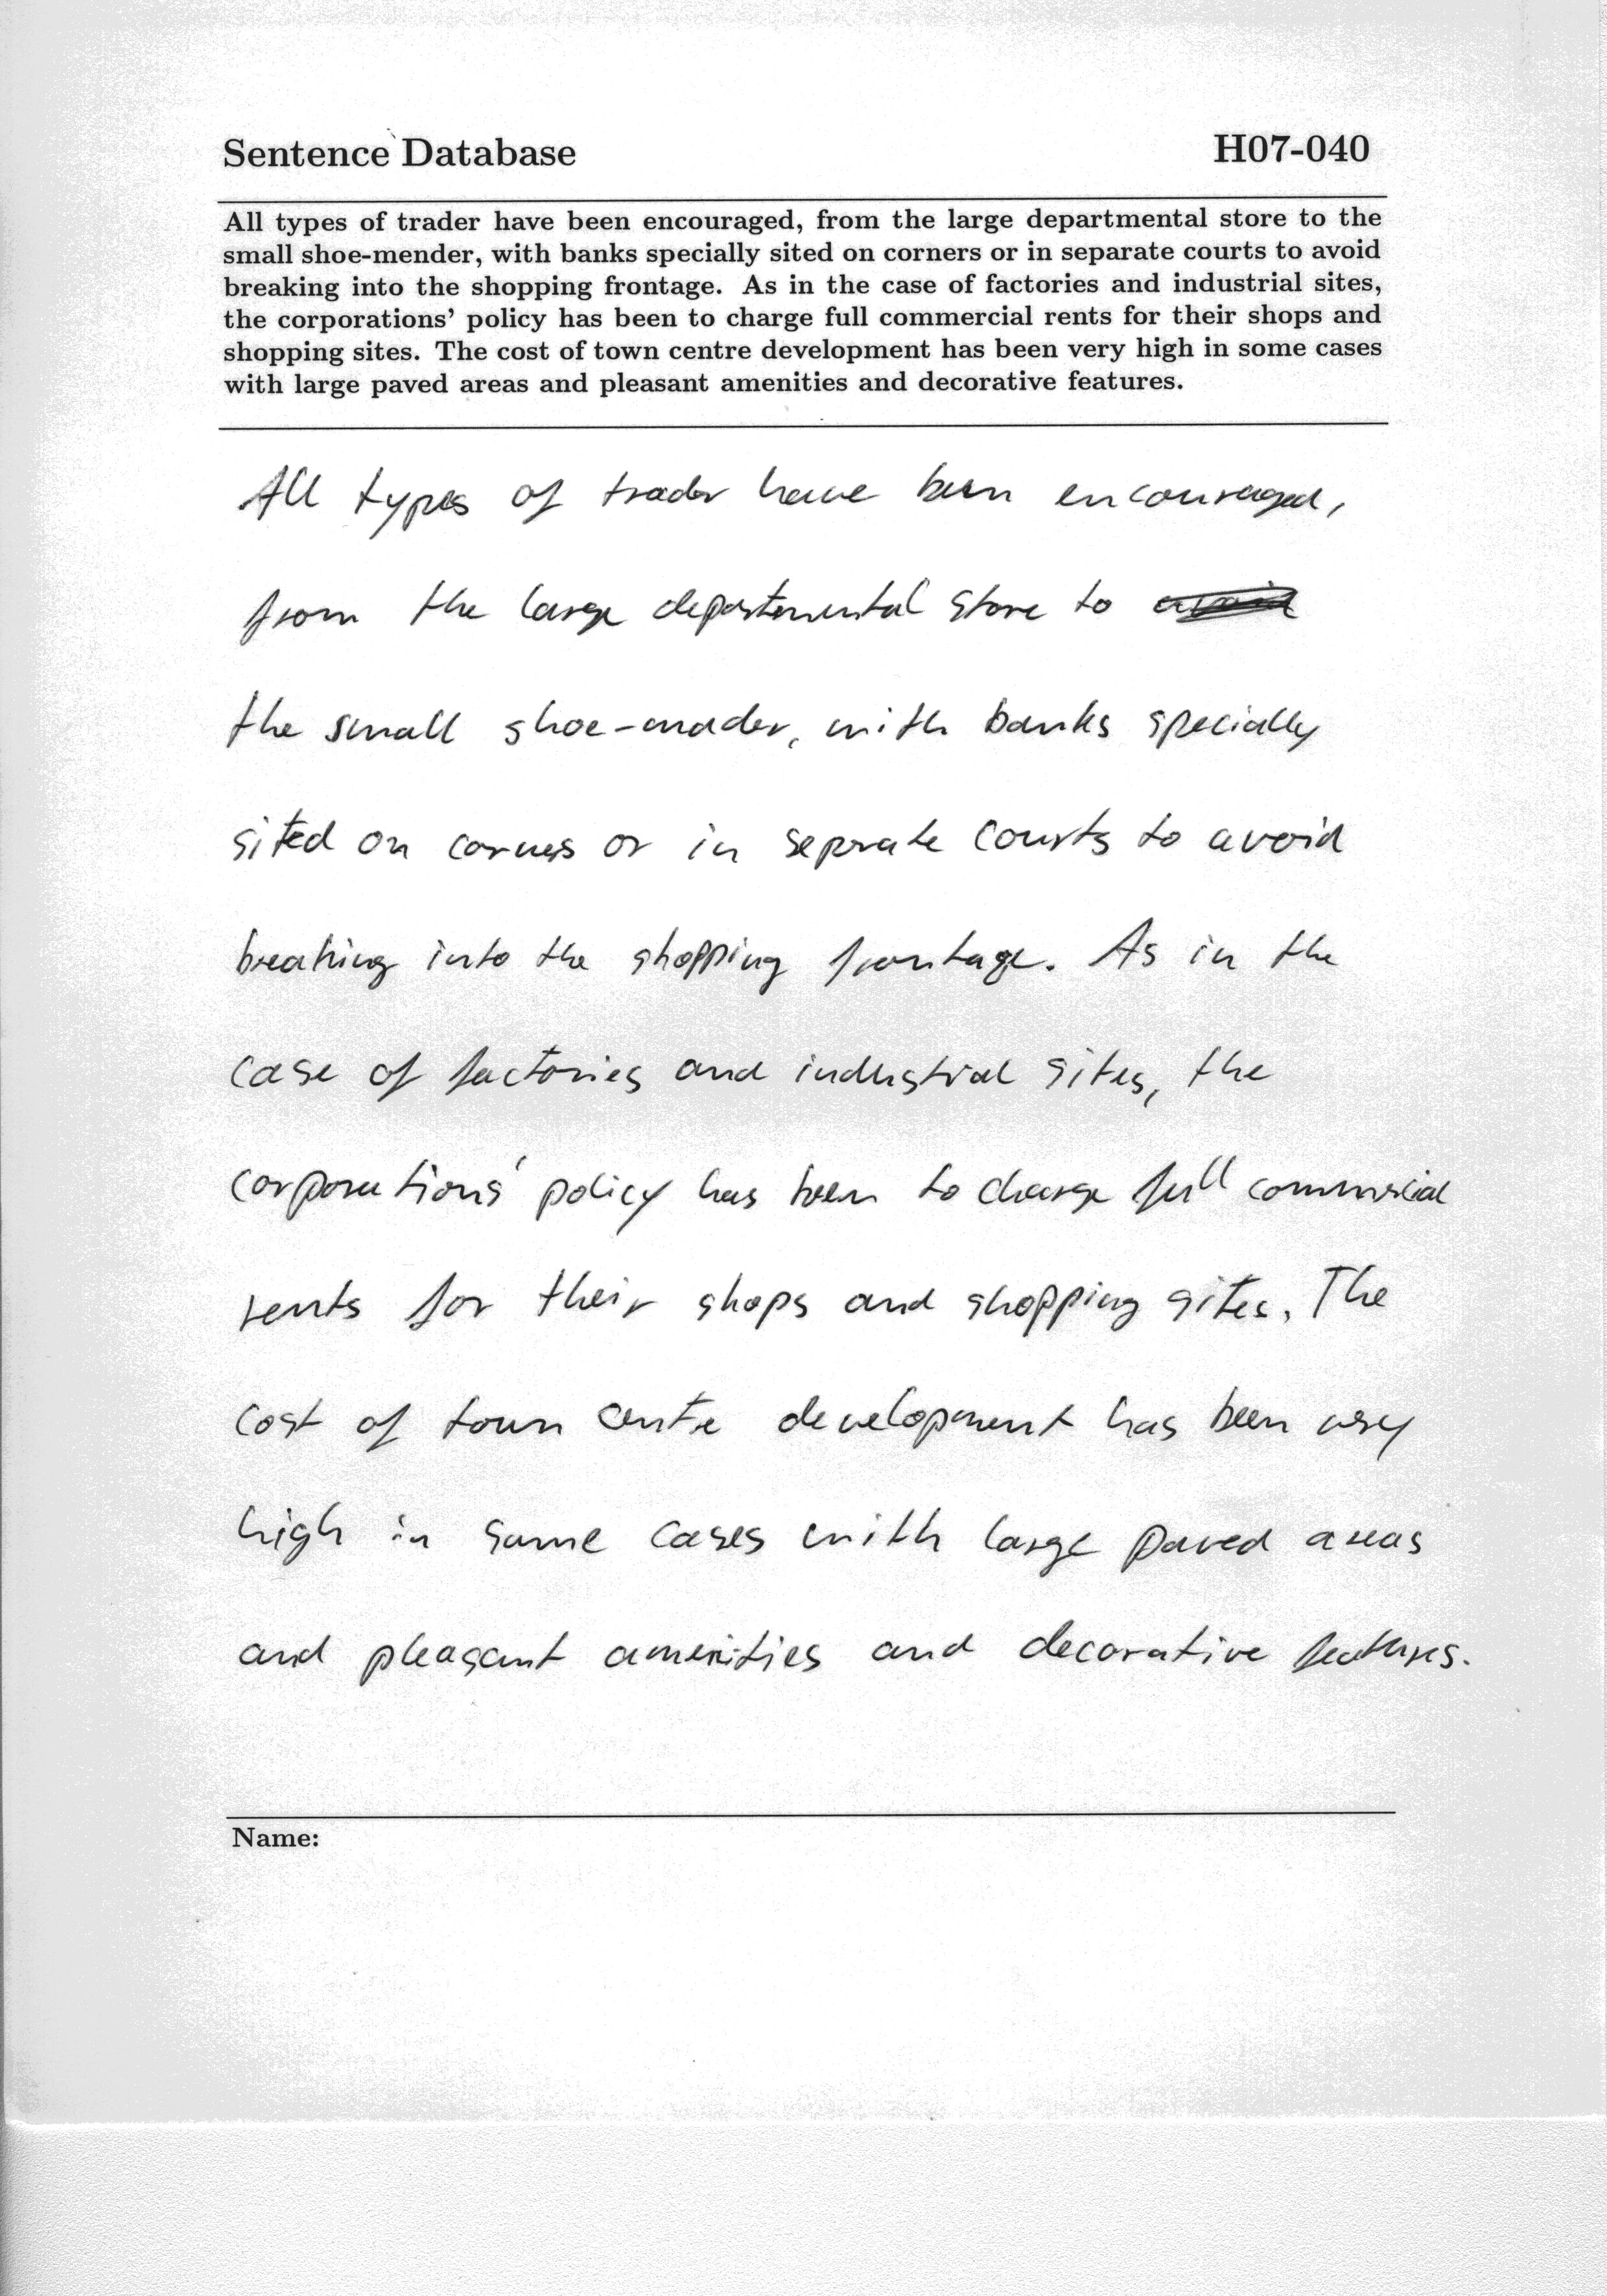 Sentence Database H07-040
All types of trader have been encouraged, from the large departmental store to the
small shoe-mender, with banks specially sited on corners or in separate courts to avoid
breaking into the shopping frontage. As in the case of factories and industrial sites,
the corporations' policy has been to charge full commercial rents for their shops and
shopping sites. The cost of town centre development has been very high in some cases
with large paved areas and pleasant amenities and decorative features.
All types of trader have been encouraged,
from the large departemental store to
the small shoe-mader, with banks specially
sited on corners or in seprate courts to avoid
breaking into the shopping frontage. As in the
case of factories and industrial sites, the
corporations' policy has been to charge full commercial
rents for their shops and shopping sites. The
cost of town centre development has been very
high in some cases with large paved areas
and pleasant amenities and decorative features.
Name: